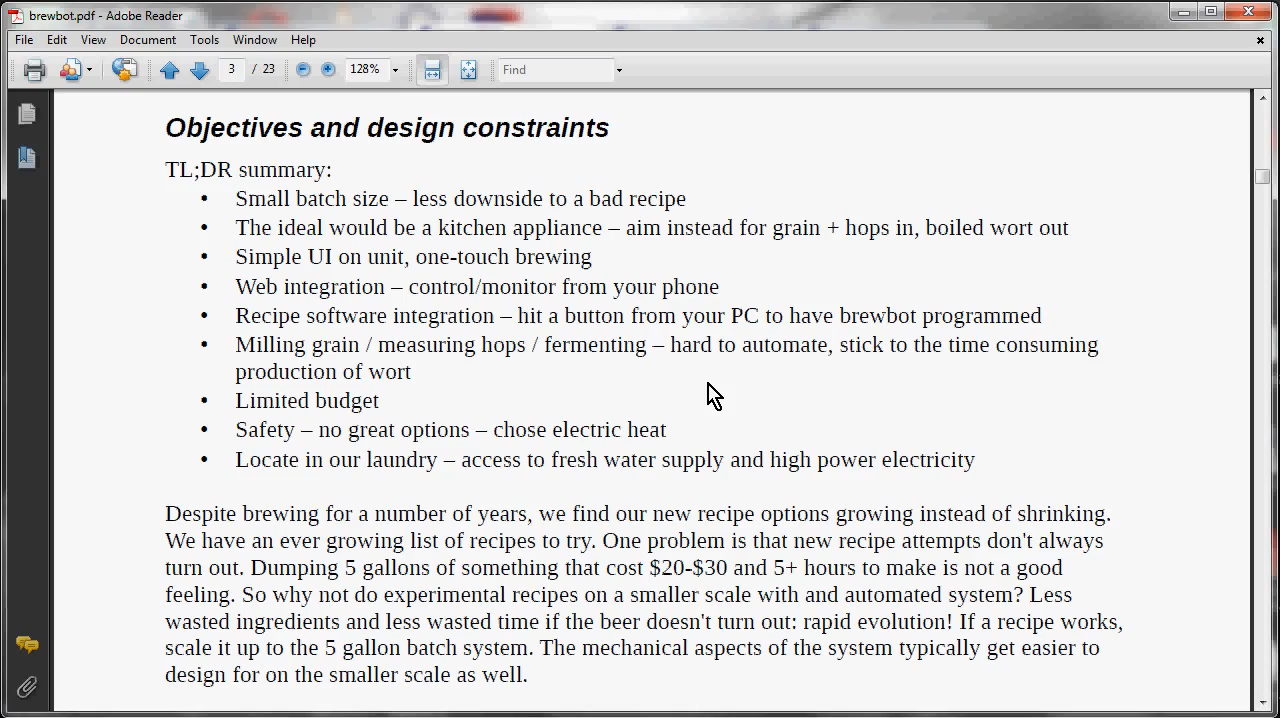 brewbot.pdf - Adobe Reader
File Edit View Document Tools Window Help
3 / 23 128% Find
Objectives and design constraints
TL;DR summary:
• Small batch size – less downside to a bad recipe
• The ideal would be a kitchen appliance – aim instead for grain + hops in, boiled wort out
• Simple UI on unit, one-touch brewing
• Web integration – control/monitor from your phone
• Recipe software integration – hit a button from your PC to have brewbot programmed
• Milling grain / measuring hops / fermenting – hard to automate, stick to the time consuming
production of wort
• Limited budget
• Safety – no great options – chose electric heat
• Locate in our laundry – access to fresh water supply and high power electricity
Despite brewing for a number of years, we find our new recipe options growing instead of shrinking.
We have an ever growing list of recipes to try. One problem is that new recipe attempts don't always
turn out. Dumping 5 gallons of something that cost $20-$30 and 5+ hours to make is not a good
feeling. So why not do experimental recipes on a smaller scale with and automated system? Less
wasted ingredients and less wasted time if the beer doesn't turn out: rapid evolution! If a recipe works,
scale it up to the 5 gallon batch system. The mechanical aspects of the system typically get easier to
design for on the smaller scale as well.